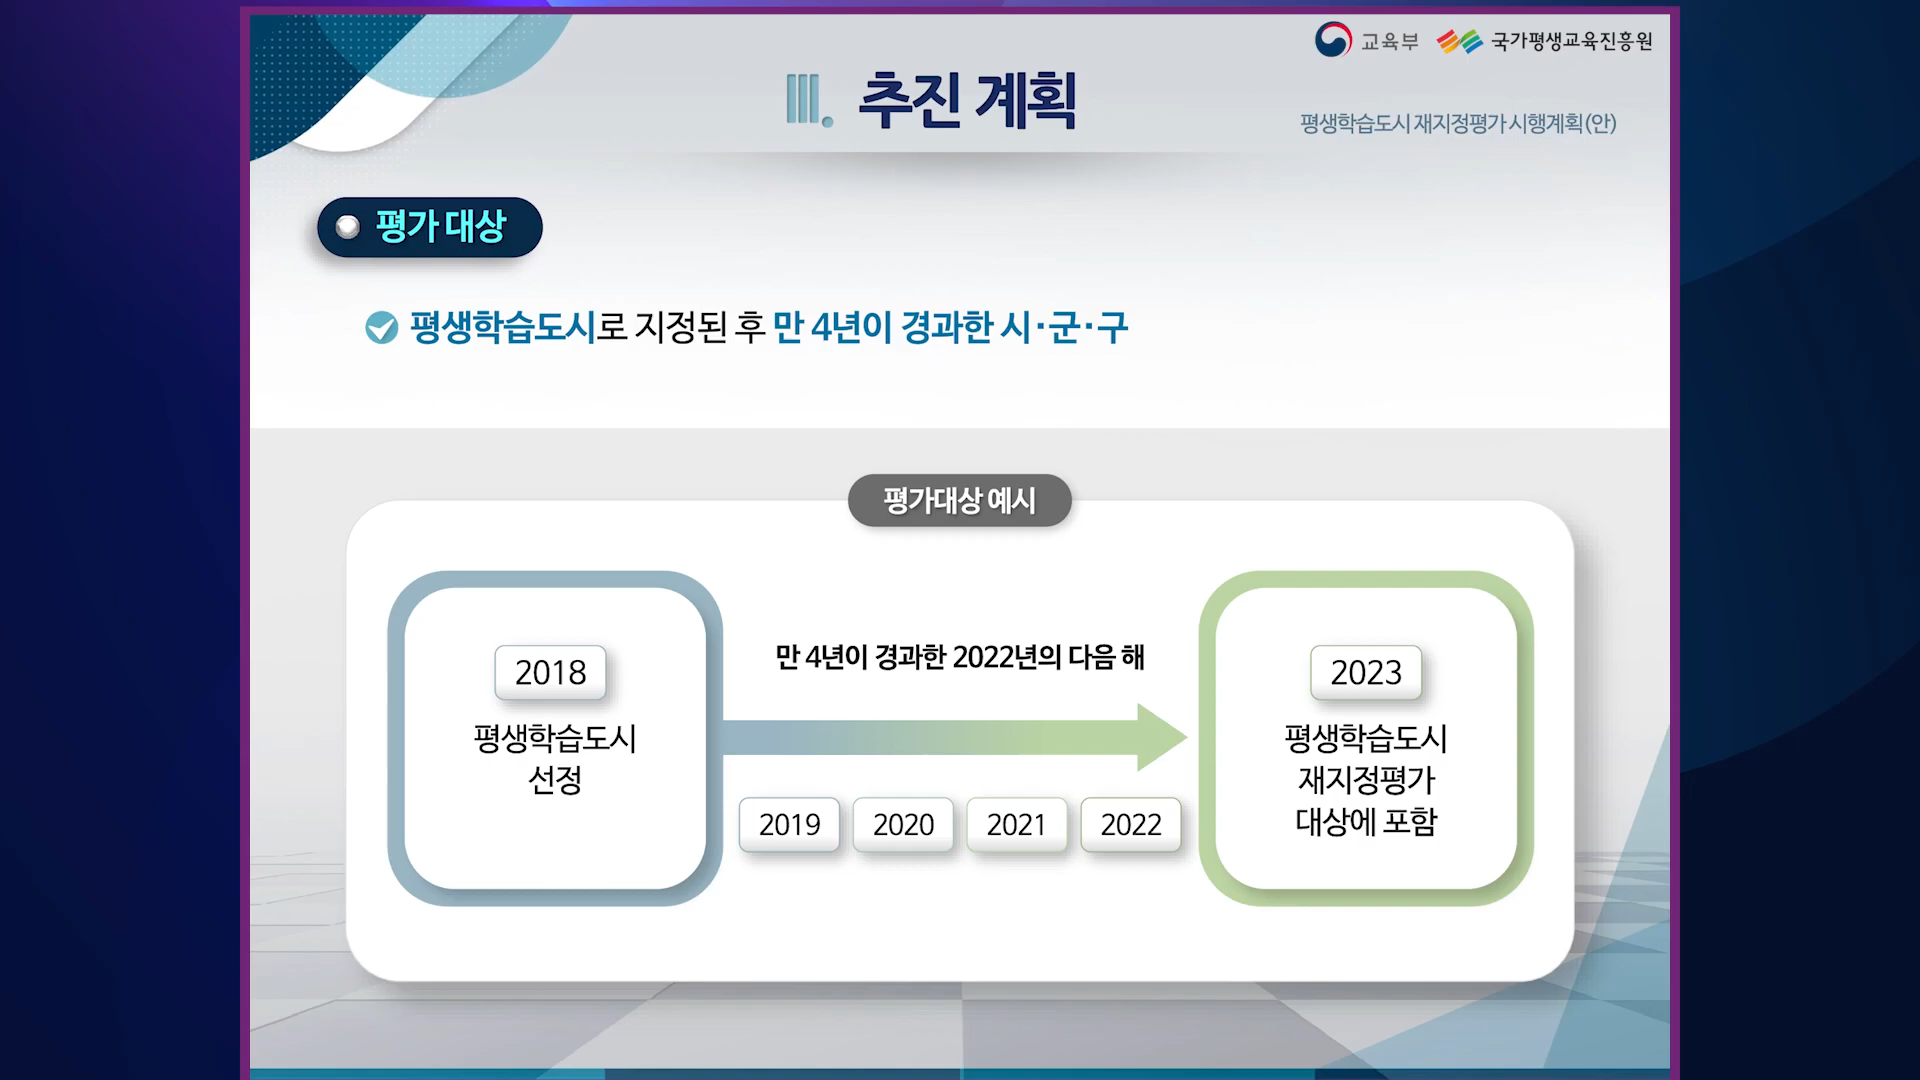 교육부 국가평생교육진흥원
Ⅲ. 추진 계획
평생학습도시 재지정평가 시행계획(안)
평가 대상
평생학습도시로 지정된 후 만 4년이 경과한 시·군·구
평가대상 예시
2018
평생학습도시
선정
만 4년이 경과한 2022년의 다음 해
2019 2020 2021 2022
2023
평생학습도시
재지정평가
대상에 포함